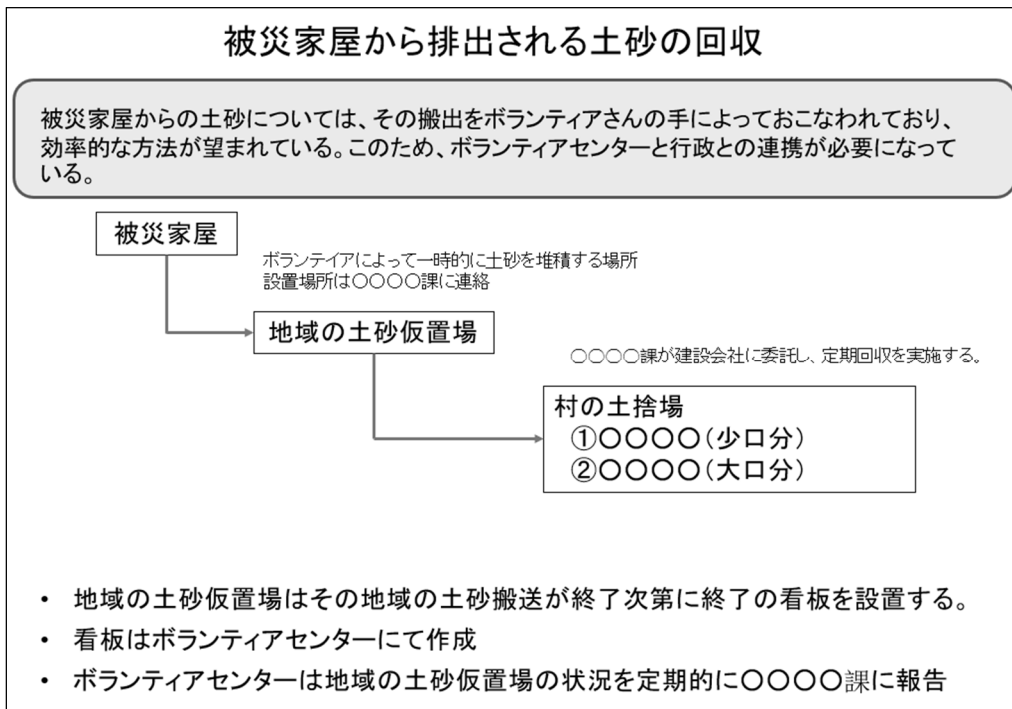 被災家屋から排出される土砂の回収
被災家屋からの土砂については、その搬出をボランティアさんの手によっておこなわれており、
効率的な方法が望まれている。このため、ボランティアセンターと行政との連携が必要になって
いる。
被災家屋
ボランテイアによって一時的に土砂を堆積する場所
設置場所は〇〇〇〇課に連絡
地域の土砂仮置場
〇〇〇〇課が建設会社に委託し、定期回収を実施する。
村の土捨場
①〇〇〇〇(少口分)
②〇〇〇〇(大口分)
• 地域の土砂仮置場はその地域の土砂搬送が終了次第に終了の看板を設置する。
• 看板はボランティアセンターにて作成
• ボランティアセンターは地域の土砂仮置場の状況を定期的に〇〇〇〇課に報告